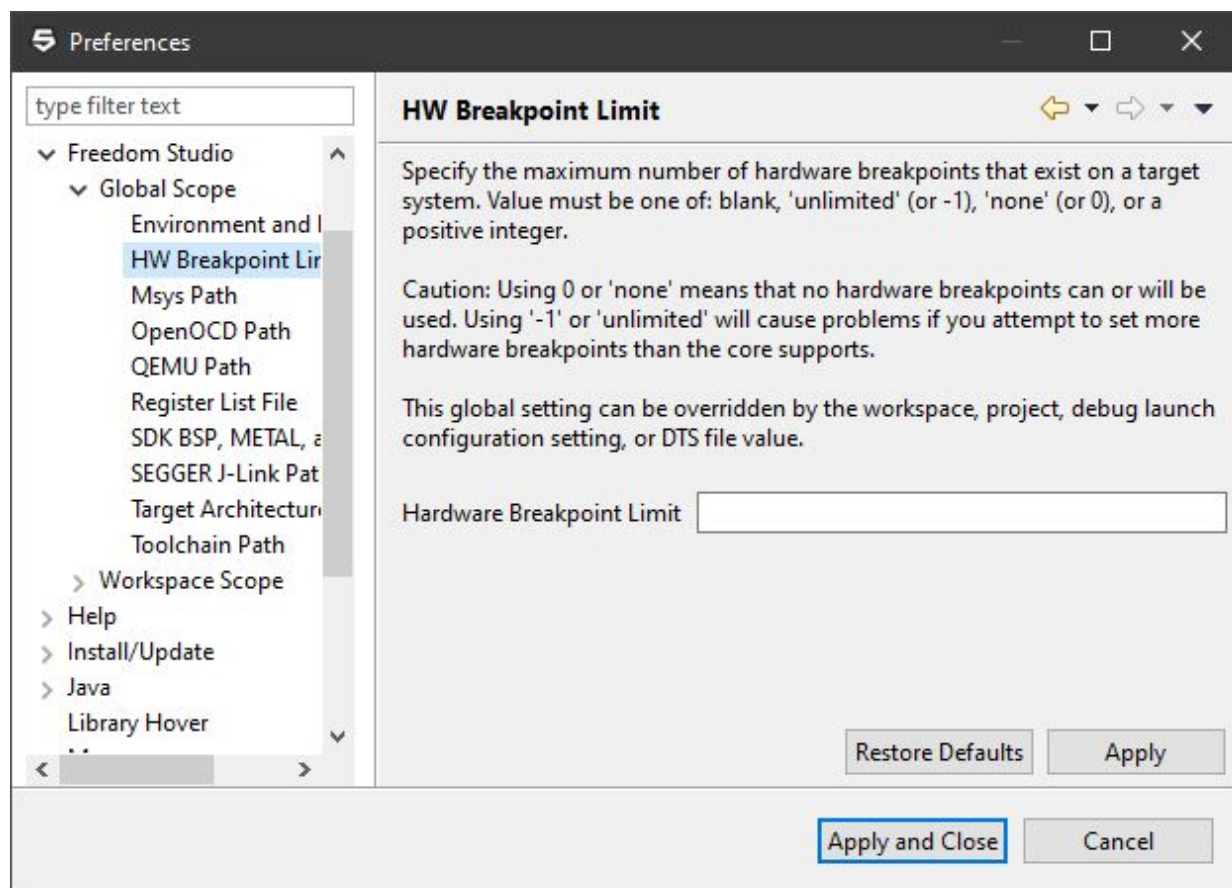 Preferences
type filter text
Freedom Studio
Global Scope
Environment and
HW Breakpoint Lir
Msys Path
OpenOCD Path
QEMU Path
Register List File
SDK BSP, METAL, a
SEGGER J-Link Pat
Target Architectur
Toolchain Path
Workspace Scope
Help
Install/Update
Java
Library Hover
HW Breakpoint Limit
Specify the maximum number of hardware breakpoints that exist on a target
system. Value must be one of: blank, 'unlimited' (or -1), 'none' (or 0), or a
positive integer.
Caution: Using 0 or 'none' means that no hardware breakpoints can or will be
used. Using '-1' or 'unlimited' will cause problems if you attempt to set more
hardware breakpoints than the core supports.
This global setting can be overridden by the workspace, project, debug launch
configuration setting, or DTS file value.
Hardware Breakpoint Limit
Restore Defaults
Apply
Apply and Close
Cancel